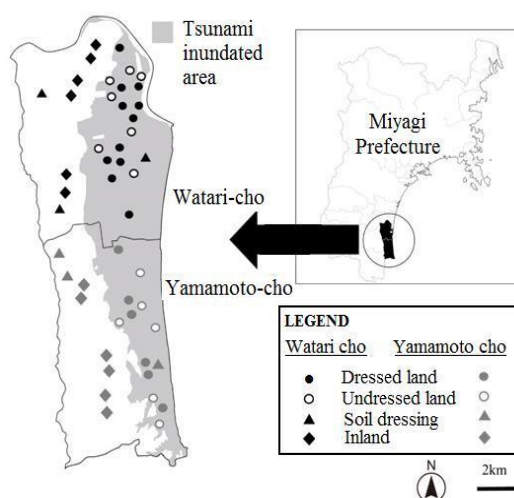 Tsunami
inundated
area
Miyagi
Prefecture
Watari-cho
Yamamoto-cho
LEGEND
Watari cho Yamamoto cho
Dressed land
Undressed land
Soil dressing
Inland
N
2km